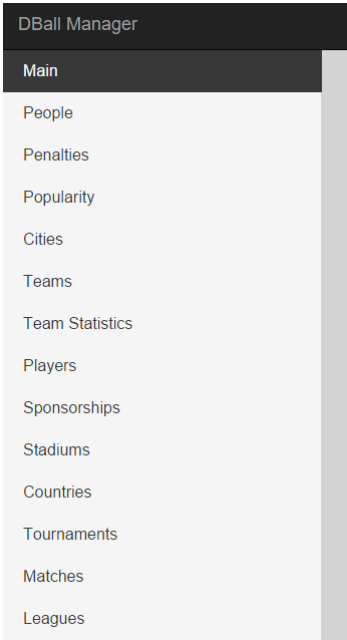 DBall Manager
Main
People
Penalties
Popularity
Cities
Teams
Team Statistics
Players
Sponsorships
Stadiums
Countries
Tournaments
Matches
Leagues